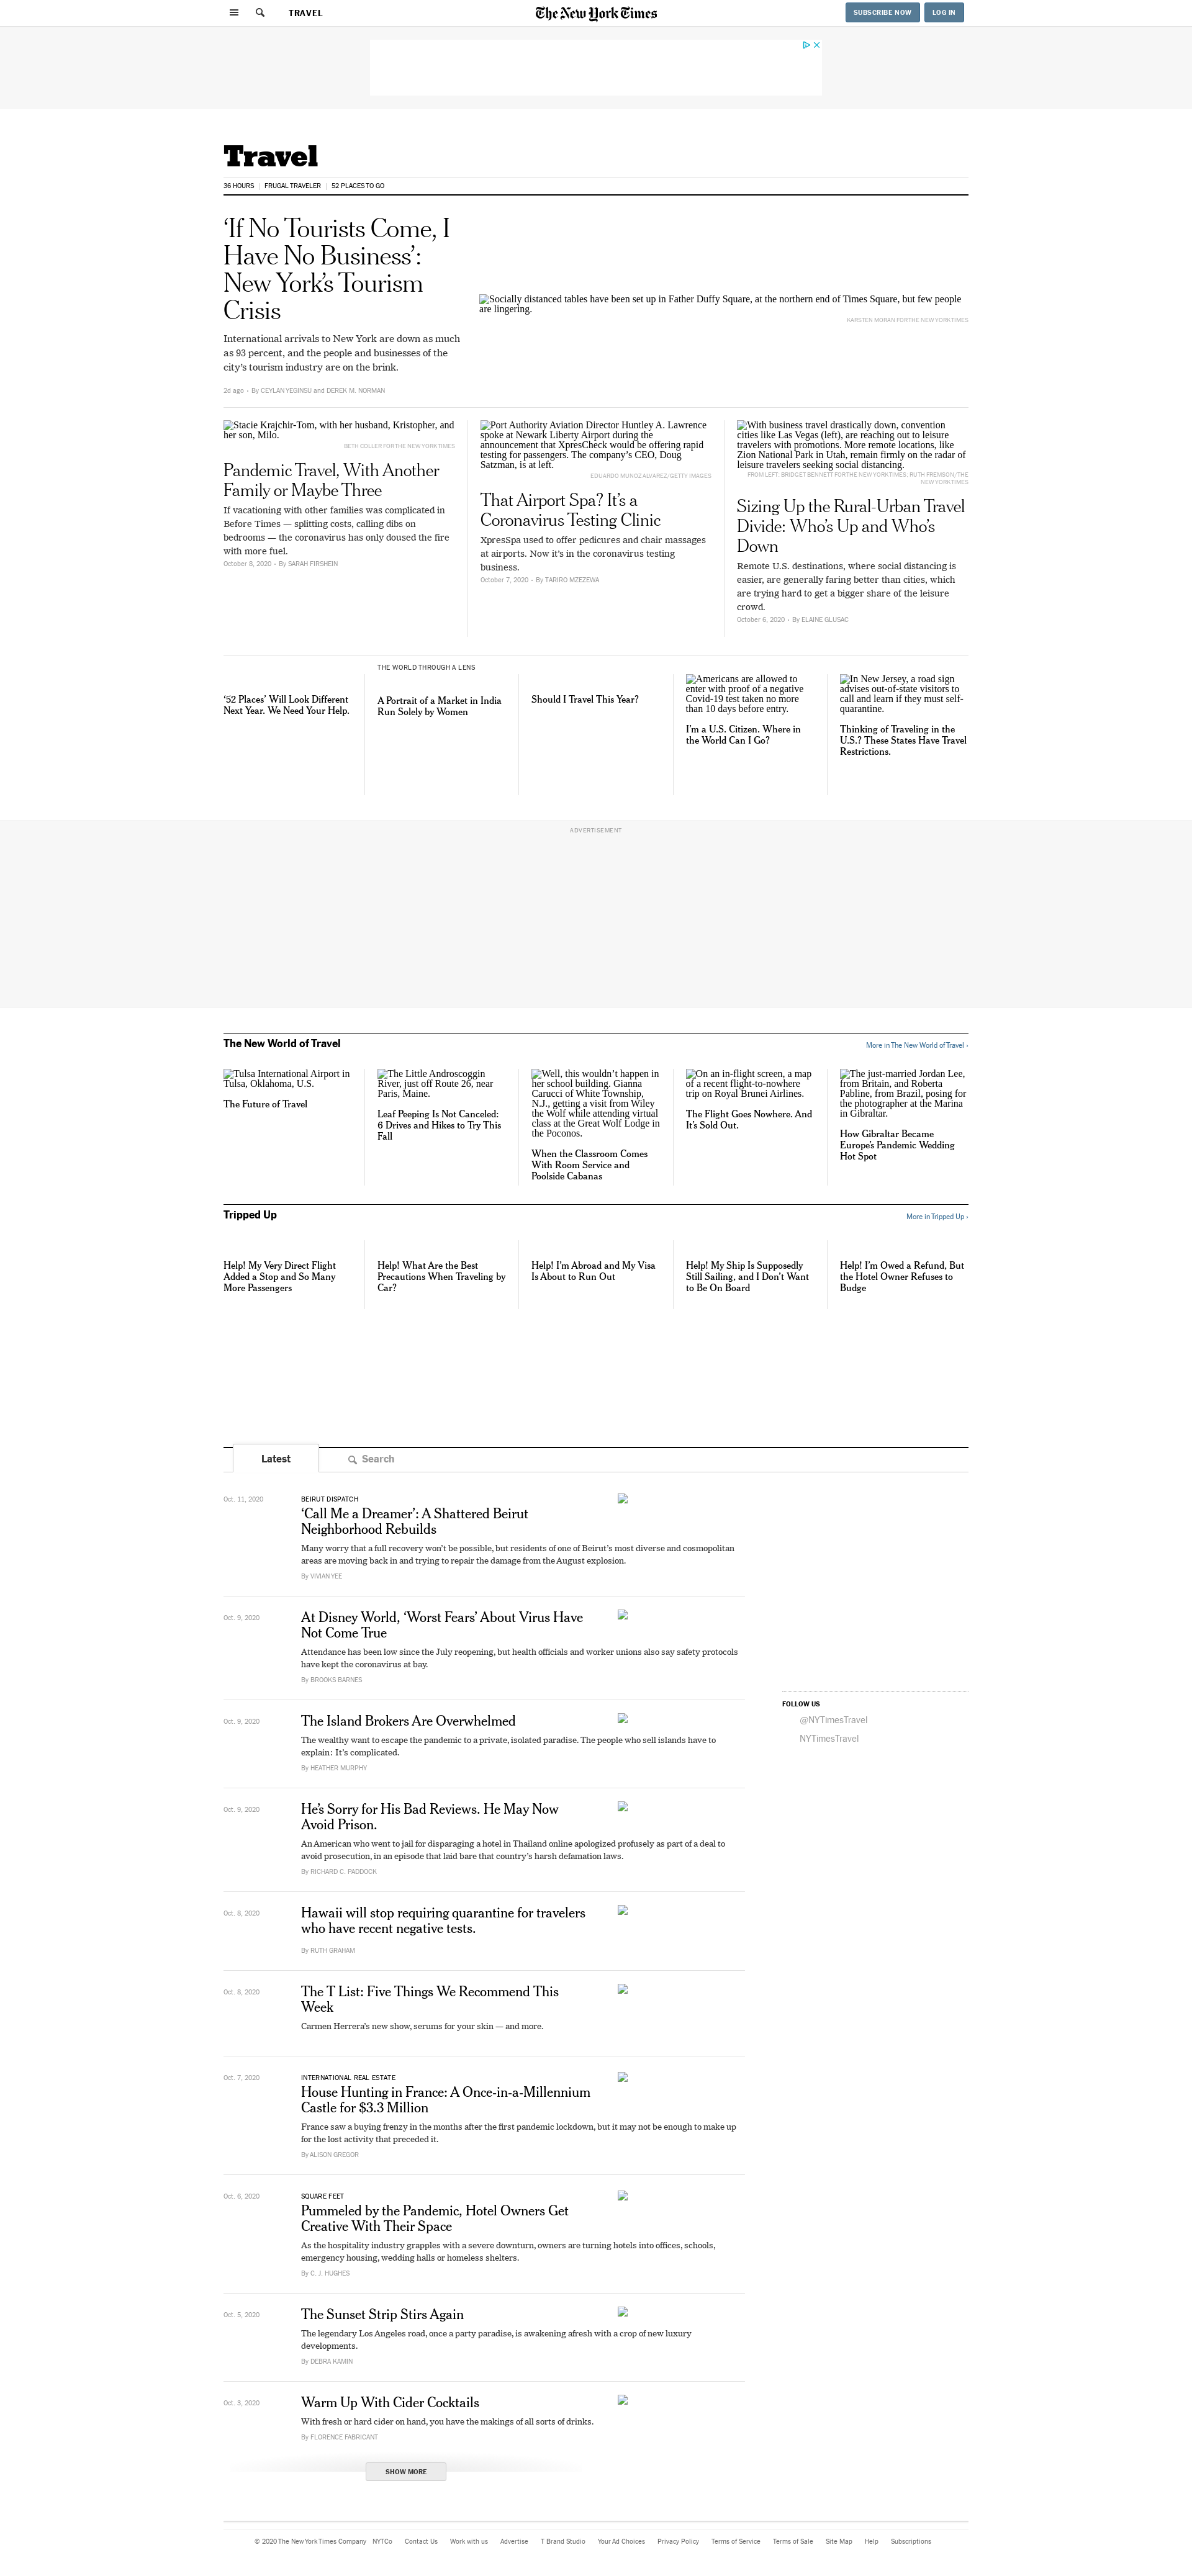 TRAVEL
The New York Times
SUBSCRIBE NOW
LOG IN
Travel
36 HOURS
FRUGAL TRAVELER
52 PLACES TO GO
‘If No Tourists Come, I
Have No Business’:
New York’s Tourism
Crisis
International arrivals to New York are down as much
as 93 percent, and the people and businesses of the
city’s tourism industry are on the brink.
2d ago • By CEYLAN YEGINSU and DEREK M. NORMAN
Socially distanced tables have been set up in Father Duffy Square, at the northern end of Times Square, but few people
are lingering.
KARSTEN MORAN FOR THE NEW YORK TIMES
Stacie Krajchir-Tom, with her husband, Kristopher, and
her son, Milo.
BETH COLLER FOR THE NEW YORK TIMES
Pandemic Travel, With Another
Family or Maybe Three
If vacationing with other families was complicated in
Before Times — splitting costs, calling dibs on
bedrooms — the coronavirus has only doused the fire
with more fuel.
October 8, 2020 • By SARAH FIRSHEIN
Port Authority Aviation Director Huntley A. Lawrence
spoke at Newark Liberty Airport during the
announcement that XpresCheck would be offering rapid
testing for passengers. The company’s CEO, Doug
Satzman, is at left.
EDUARDO MUNOZ ALVAREZ/GETTY IMAGES
That Airport Spa? It’s a
Coronavirus Testing Clinic
XpresSpa used to offer pedicures and chair massages
at airports. Now it’s in the coronavirus testing
business.
October 7, 2020 • By TARIRO MZEZEWA
With business travel drastically down, convention
cities like Las Vegas (left), are reaching out to leisure
travelers with promotions. More remote locations, like
Zion National Park in Utah, remain firmly on the radar of
leisure travelers seeking social distancing.
FROM LEFT: BRIDGET BENNETT FOR THE NEW YORK TIMES; RUTH FREMSON/THE
NEW YORK TIMES
Sizing Up the Rural-Urban Travel
Divide: Who’s Up and Who’s
Down
Remote U.S. destinations, where social distancing is
easier, are generally faring better than cities, which
are trying hard to get a bigger share of the leisure
crowd.
October 6, 2020 • By ELAINE GLUSAC
‘52 Places’ Will Look Different
Next Year. We Need Your Help.
THE WORLD THROUGH A LENS
A Portrait of a Market in India
Run Solely by Women
Should I Travel This Year?
Americans are allowed to
enter with proof of a negative
Covid-19 test taken no more
than 10 days before entry.
I’m a U.S. Citizen. Where in
the World Can I Go?
In New Jersey, a road sign
advises out-of-state visitors to
call and learn if they must self-
quarantine.
Thinking of Traveling in the
U.S.? These States Have Travel
Restrictions.
ADVERTISEMENT
The New World of Travel
More in The New World of Travel ›
Tulsa International Airport in
Tulsa, Oklahoma, U.S.
The Future of Travel
The Little Androscoggin
River, just off Route 26, near
Paris, Maine.
Leaf Peeping Is Not Canceled:
6 Drives and Hikes to Try This
Fall
Well, this wouldn’t happen in
her school building. Gianna
Carucci of White Township,
N.J., getting a visit from Wiley
the Wolf while attending virtual
class at the Great Wolf Lodge in
the Poconos.
When the Classroom Comes
With Room Service and
Poolside Cabanas
On an in-flight screen, a map
of a recent flight-to-nowhere
trip on Royal Brunei Airlines.
The Flight Goes Nowhere. And
It’s Sold Out.
The just-married Jordan Lee,
from Britain, and Roberta
Pabline, from Brazil, posing for
the photographer at the Marina
in Gibraltar.
How Gibraltar Became
Europe’s Pandemic Wedding
Hot Spot
Tripped Up
More in Tripped Up ›
Help! My Very Direct Flight
Added a Stop and So Many
More Passengers
Help! What Are the Best
Precautions When Traveling by
Car?
Help! I’m Abroad and My Visa
Is About to Run Out
Help! My Ship Is Supposedly
Still Sailing, and I Don’t Want
to Be On Board
Help! I’m Owed a Refund, But
the Hotel Owner Refuses to
Budge
Latest
Search
Oct. 11, 2020
BEIRUT DISPATCH
‘Call Me a Dreamer’: A Shattered Beirut
Neighborhood Rebuilds
Many worry that a full recovery won’t be possible, but residents of one of Beirut’s most diverse and cosmopolitan
areas are moving back in and trying to repair the damage from the August explosion.
By VIVIAN YEE
Oct. 9, 2020
At Disney World, ‘Worst Fears’ About Virus Have
Not Come True
Attendance has been low since the July reopening, but health officials and worker unions also say safety protocols
have kept the coronavirus at bay.
By BROOKS BARNES
FOLLOW US
@NYTimesTravel
NYTimesTravel
Oct. 9, 2020
The Island Brokers Are Overwhelmed
The wealthy want to escape the pandemic to a private, isolated paradise. The people who sell islands have to
explain: It’s complicated.
By HEATHER MURPHY
Oct. 9, 2020
He’s Sorry for His Bad Reviews. He May Now
Avoid Prison.
An American who went to jail for disparaging a hotel in Thailand online apologized profusely as part of a deal to
avoid prosecution, in an episode that laid bare that country’s harsh defamation laws.
By RICHARD C. PADDOCK
Oct. 8, 2020
Hawaii will stop requiring quarantine for travelers
who have recent negative tests.
By RUTH GRAHAM
Oct. 8, 2020
The T List: Five Things We Recommend This
Week
Carmen Herrera’s new show, serums for your skin — and more.
Oct. 7, 2020
INTERNATIONAL REAL ESTATE
House Hunting in France: A Once-in-a-Millennium
Castle for $3.3 Million
France saw a buying frenzy in the months after the first pandemic lockdown, but it may not be enough to make up
for the lost activity that preceded it.
By ALISON GREGOR
Oct. 6, 2020
SQUARE FEET
Pummeled by the Pandemic, Hotel Owners Get
Creative With Their Space
As the hospitality industry grapples with a severe downturn, owners are turning hotels into offices, schools,
emergency housing, wedding halls or homeless shelters.
By C. J. HUGHES
Oct. 5, 2020
The Sunset Strip Stirs Again
The legendary Los Angeles road, once a party paradise, is awakening afresh with a crop of new luxury
developments.
By DEBRA KAMIN
Oct. 3, 2020
Warm Up With Cider Cocktails
With fresh or hard cider on hand, you have the makings of all sorts of drinks.
By FLORENCE FABRICANT
SHOW MORE
© 2020 The New York Times Company NYTCo Contact Us Work with us Advertise T Brand Studio Your Ad Choices Privacy Policy Terms of Service Terms of Sale Site Map Help Subscriptions